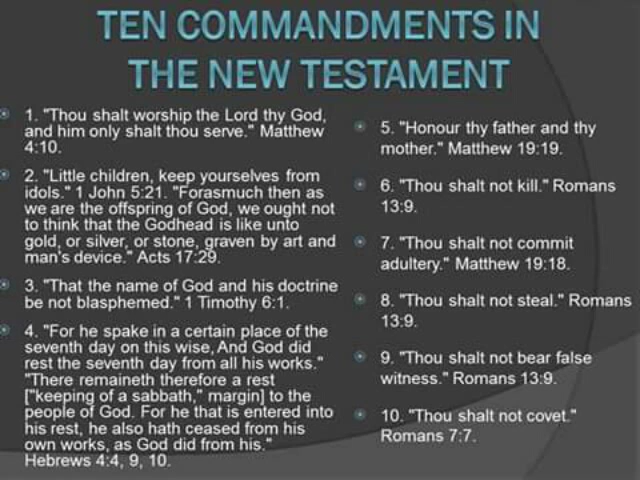 TEN COMMANDMENTS IN
THE NEW TESTAMENT
1. "Thou shalt worship the Lord thy God,
and him only shalt thou serve." Matthew
4:10.
2. "Little children, keep yourselves from
idols." 1 John 5:21. "Forasmuch then as
we are the offspring of God, we ought not
to think that the Godhead is like unto
gold, or silver, or stone, graven by art and
man's device." Acts 17:29.
3. "That the name of God and his doctrine
be not blasphemed." 1 Timothy 6:1.
4. "For he spake in a certain place of the
seventh day on this wise, And God did
rest the seventh day from all his works."
"There remaineth therefore a rest
["keeping of a sabbath," margin] to the
people of God. For he that is entered into
his rest, he also hath ceased from his
own works, as God did from his."
Hebrews 4:4, 9, 10.
5. "Honour thy father and thy
mother." Matthew 19:19.
6. "Thou shalt not kill." Romans
13:9.
7. "Thou shalt not commit
adultery." Matthew 19:18.
8. "Thou shalt not steal." Romans
13:9.
9. "Thou shalt not bear false
witness." Romans 13:9.
10. "Thou shalt not covet."
Romans 7:7.